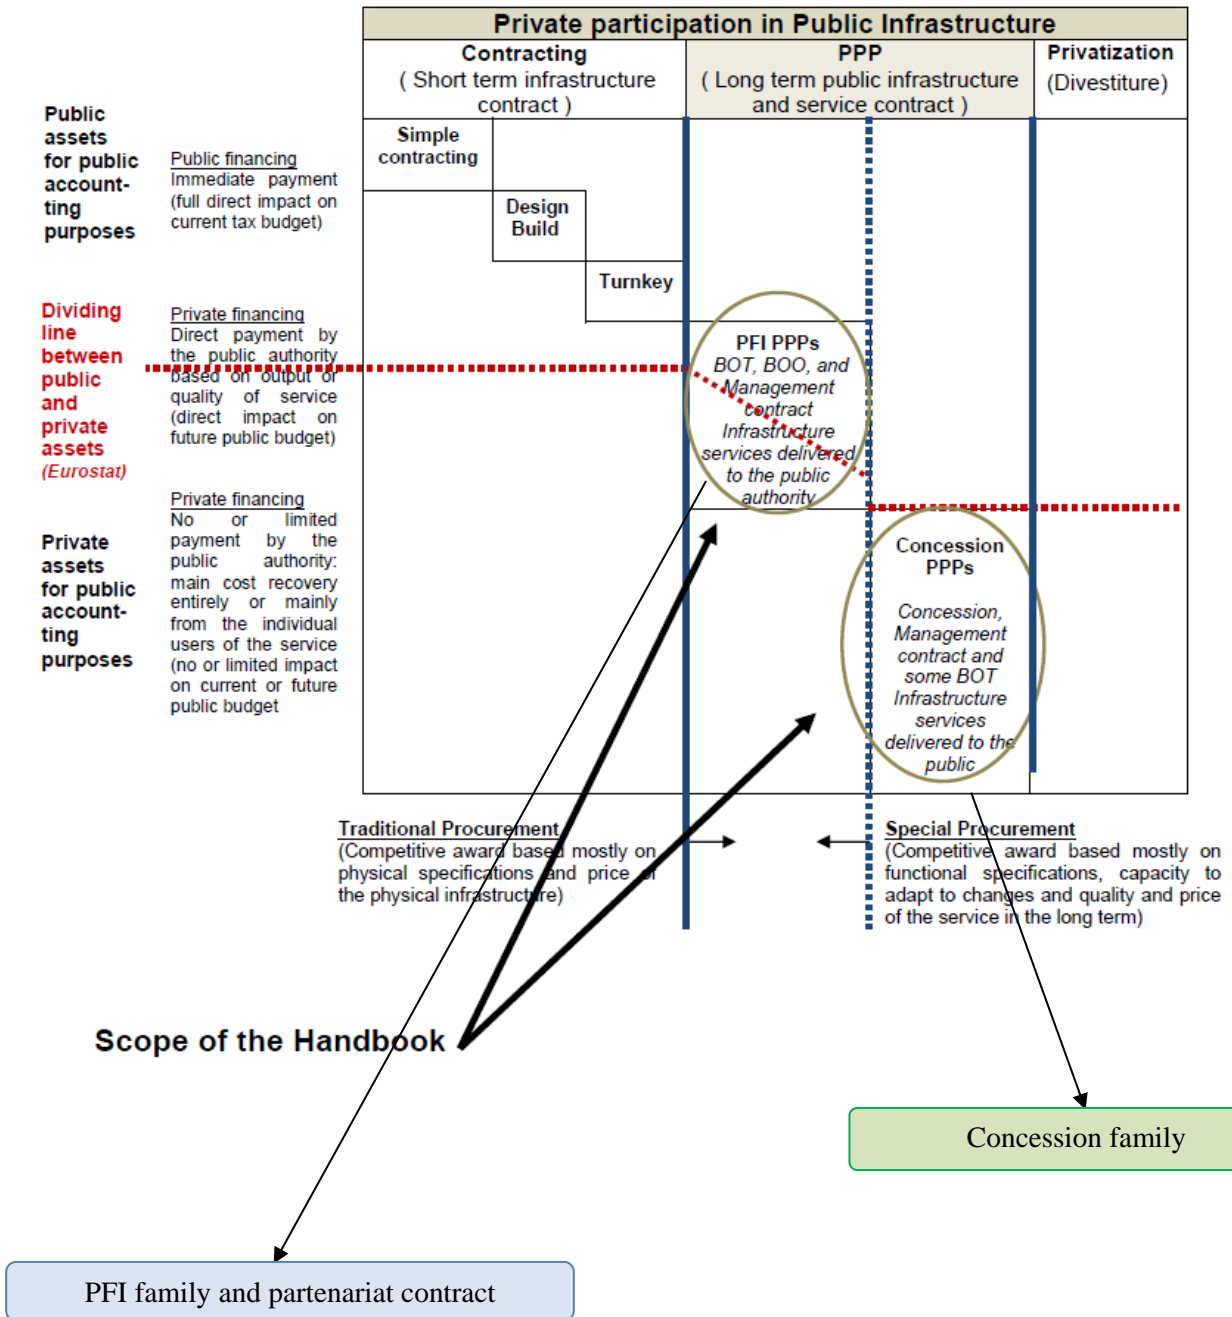 Private participation in Public Infrastructure
Contracting
( Short term infrastructure
contract )
PPP
( Long term public infrastructure
and service contract )
Privatization
(Divestiture)
Public
assets
for public
account-
ting
purposes
Public financing
Immediate payment
(full direct impact on
current tax budget)
Simple
contracting
Design
Build
Turnkey
Dividing
line
between
public
and
private
assets
(Eurostat)
Private financing
Direct payment by
the public authority
based on output or
quality of service
(direct impact on
future public budget)
PFI PPPs
BOT, BOO, and
Management
contract
Infrastructure
services delivered
to the public
authority
Private
assets
for public
account-
ting
purposes
Private financing
No or limited
payment by the
public authority:
main cost recovery
entirely or mainly
from the individual
users of the service
(no or limited impact
on current or future
public budget
Concession
PPPs
Concession,
Management
contract and
some BOT
Infrastructure
services
delivered to the
public
Traditional Procurement
(Competitive award based mostly on
physical specifications and price of
the physical infrastructure)
Special Procurement
(Competitive award based mostly on
functional specifications, capacity to
adapt to changes and quality and price
of the service in the long term)
Scope of the Handbook
Concession family
PFI family and partenariat contract